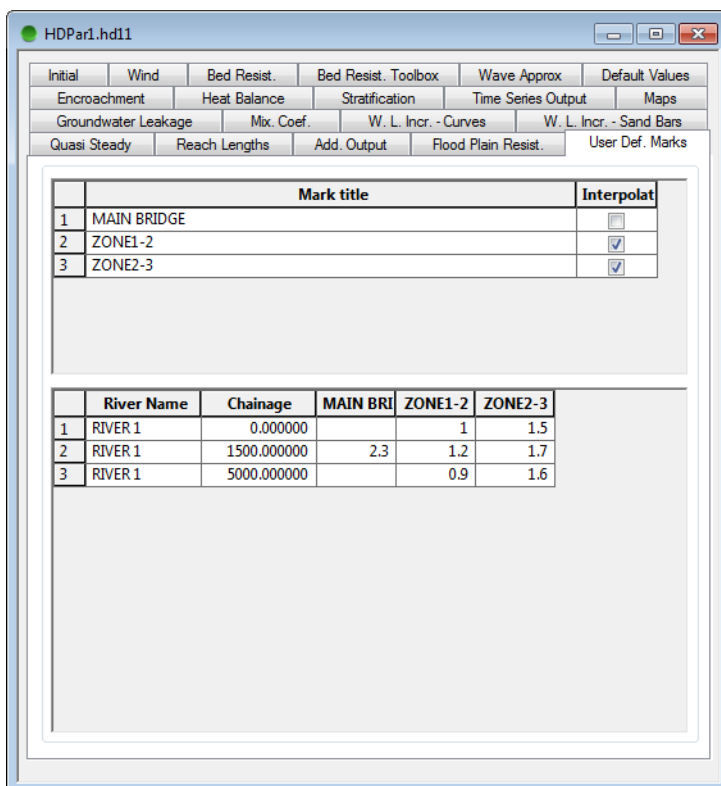 HDPar1.hd11
Initial Wind Bed Resist. Bed Resist. Toolbox Wave Approx Default Values
Encroachment Heat Balance Stratification Time Series Output Maps
Groundwater Leakage Mix. Coef. W. L. Incr. - Curves W. L. Incr. - Sand Bars
Quasi Steady Reach Lengths Add. Output Flood Plain Resist. User Def. Marks
Mark title Interpolat
1 MAIN BRIDGE
2 ZONE1-2
3 ZONE2-3
River Name Chainage MAIN BRI ZONE1-2 ZONE2-3
1 RIVER 1 0.000000 1 1.5
2 RIVER 1 1500.000000 2.3 1.2 1.7
3 RIVER 1 5000.000000 0.9 1.6